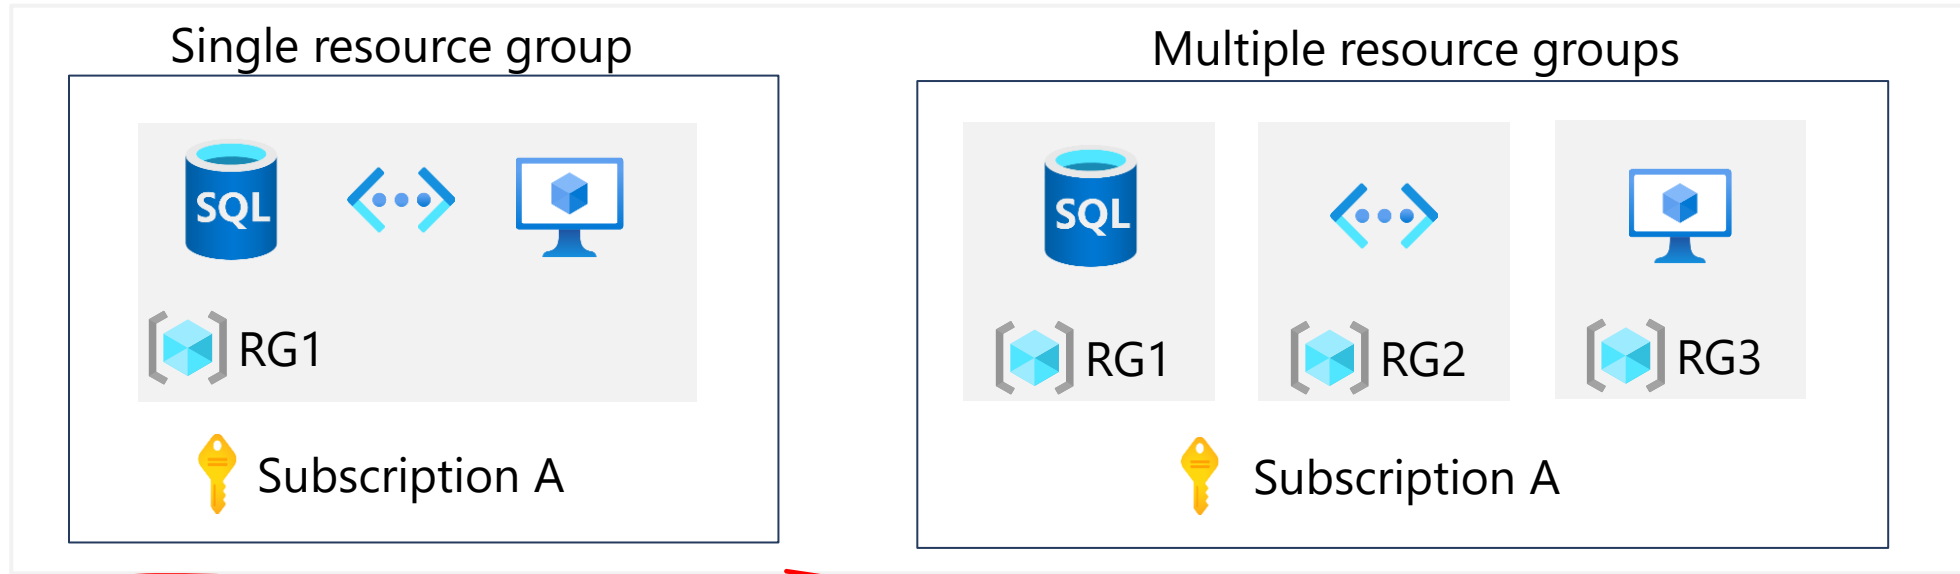 Single resource group
SQL
RG1
Subscription A
Multiple resource groups
SQL
RG1
RG2
RG3
Subscription A